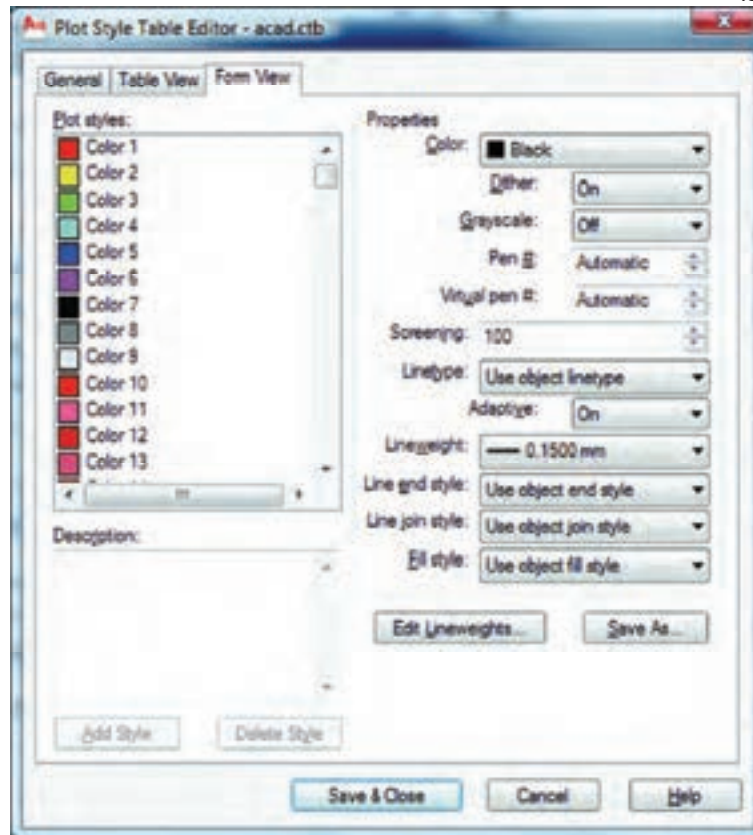 Plot Style Table Editor - acad.ctb
General
Table View
Form View
Plot styles:
Color 1
Color 2
Color 3
Color 4
Color 5
Color 6
Color 7
Color 8
Color 9
Color 10
Color 11
Color 12
Color 13
Description:
Add Style
Delete Style
Properties
Color: Black
Dither: On
Grayscale: Off
Pen #: Automatic
Virtual pen #: Automatic
Screening: 100
Linetype: Use object linetype
Adaptive: On
Lineweight: 0.1500 mm
Line end style: Use object end style
Line join style: Use object join style
Fill style: Use object fill style
Edit Lineweights...
Save As...
Save & Close
Cancel
Help